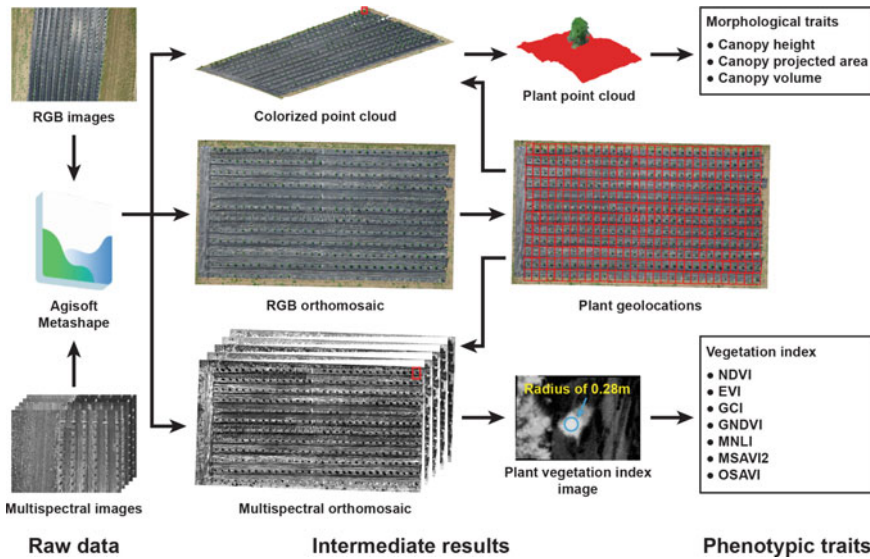 RGB images
Colorized point cloud
Plant point cloud
Morphological traits
● Canopy height
● Canopy projected area
● Canopy volume
Agisoft
Metashape
RGB orthomosaic
Plant geolocations
Multispectral images
Multispectral orthomosaic
Radius of 0.28m
Plant vegetation index
image
Vegetation index
● NDVI
● EVI
● GCI
● GNDVI
● MNLI
● MSAVI2
● OSAVI
Raw data
Intermediate results
Phenotypic traits